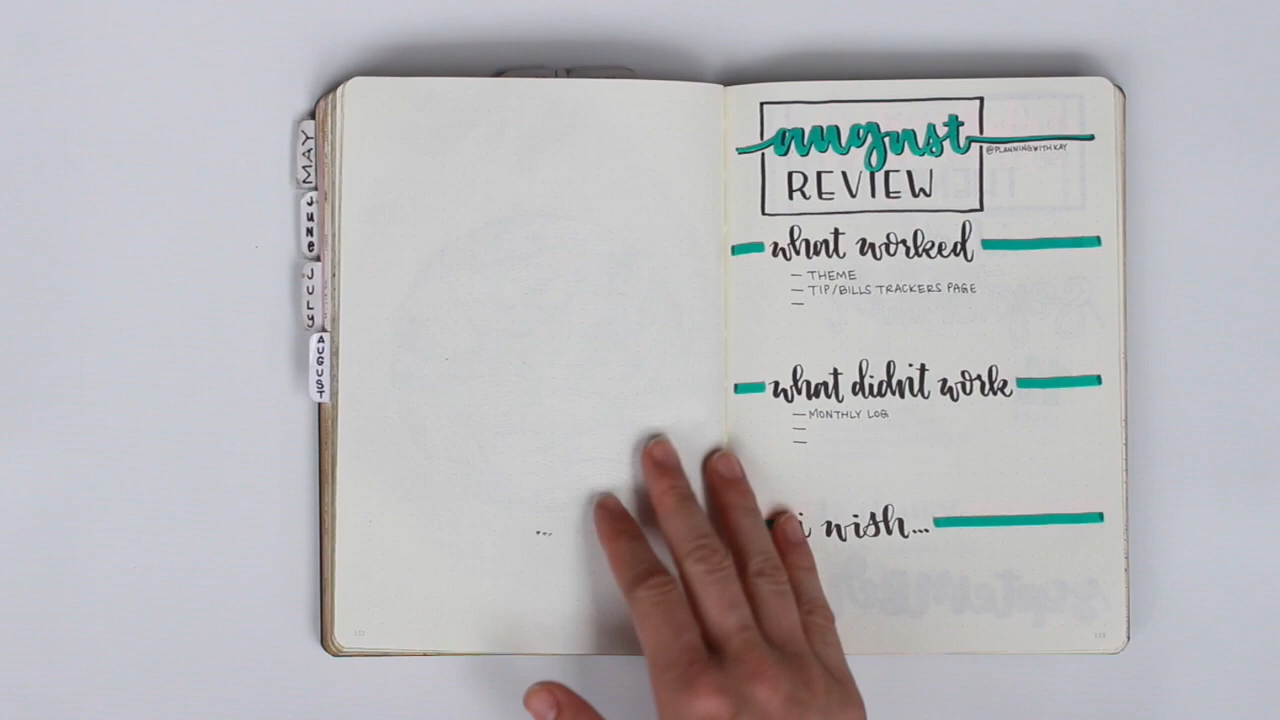 MAY
JUNE
JULY
AUGUST
august
@PLANNINGWITHKAY
REVIEW
what worked
— THEME
— TIP/BILLS TRACKERS PAGE
—
what didn't work
— MONTHLY LOG
—
—
i wish...